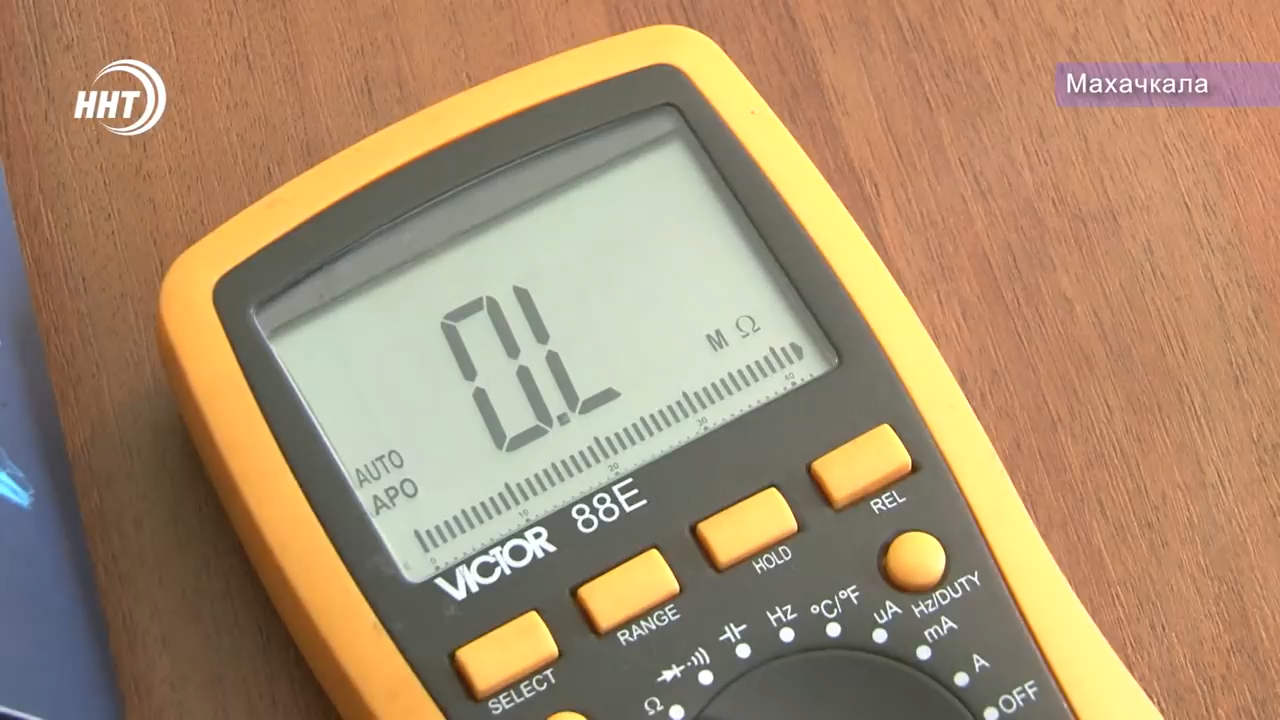 ННТ
Махачкала
0.L
M Ω
AUTO
APO
0 10 20 30 40
VICTOR 88E
SELECT
RANGE
HOLD
REL
Hz/DUTY
Ω
Hz
°C/°F
uA
mA
A
OFF